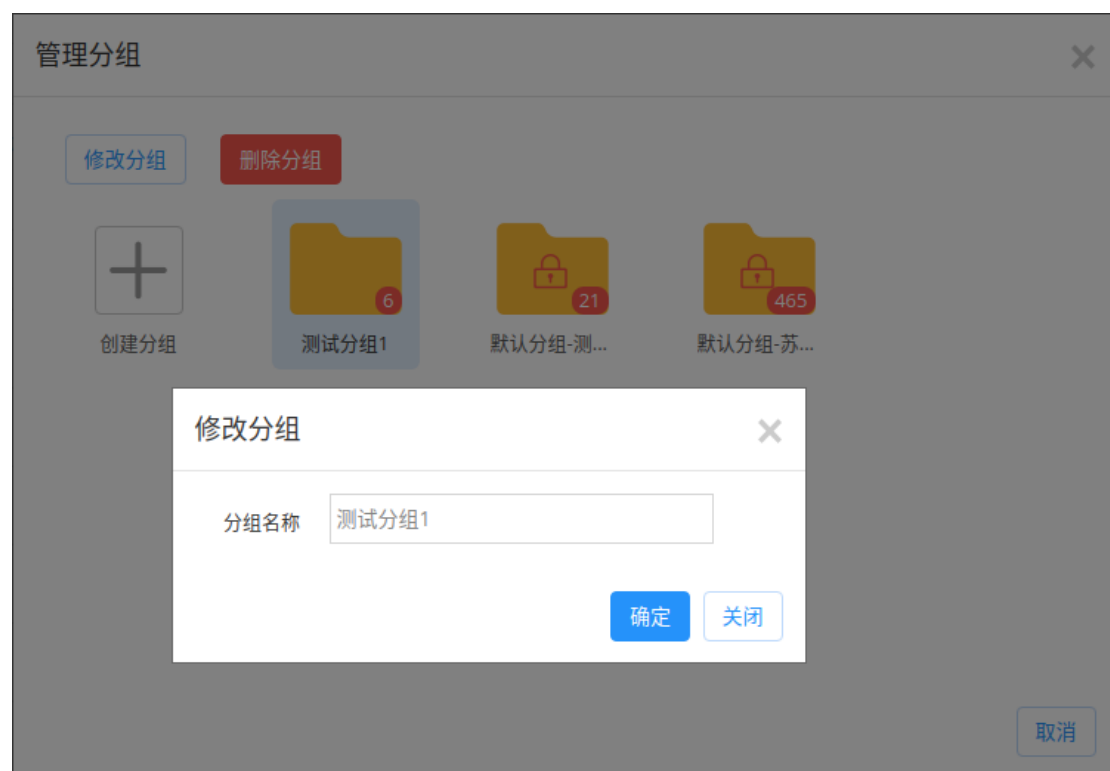 管理分组
修改分组 删除分组
6 21 465
创建分组 测试分组1 默认分组-测... 默认分组-苏...
修改分组
分组名称 测试分组1
确定 关闭
取消